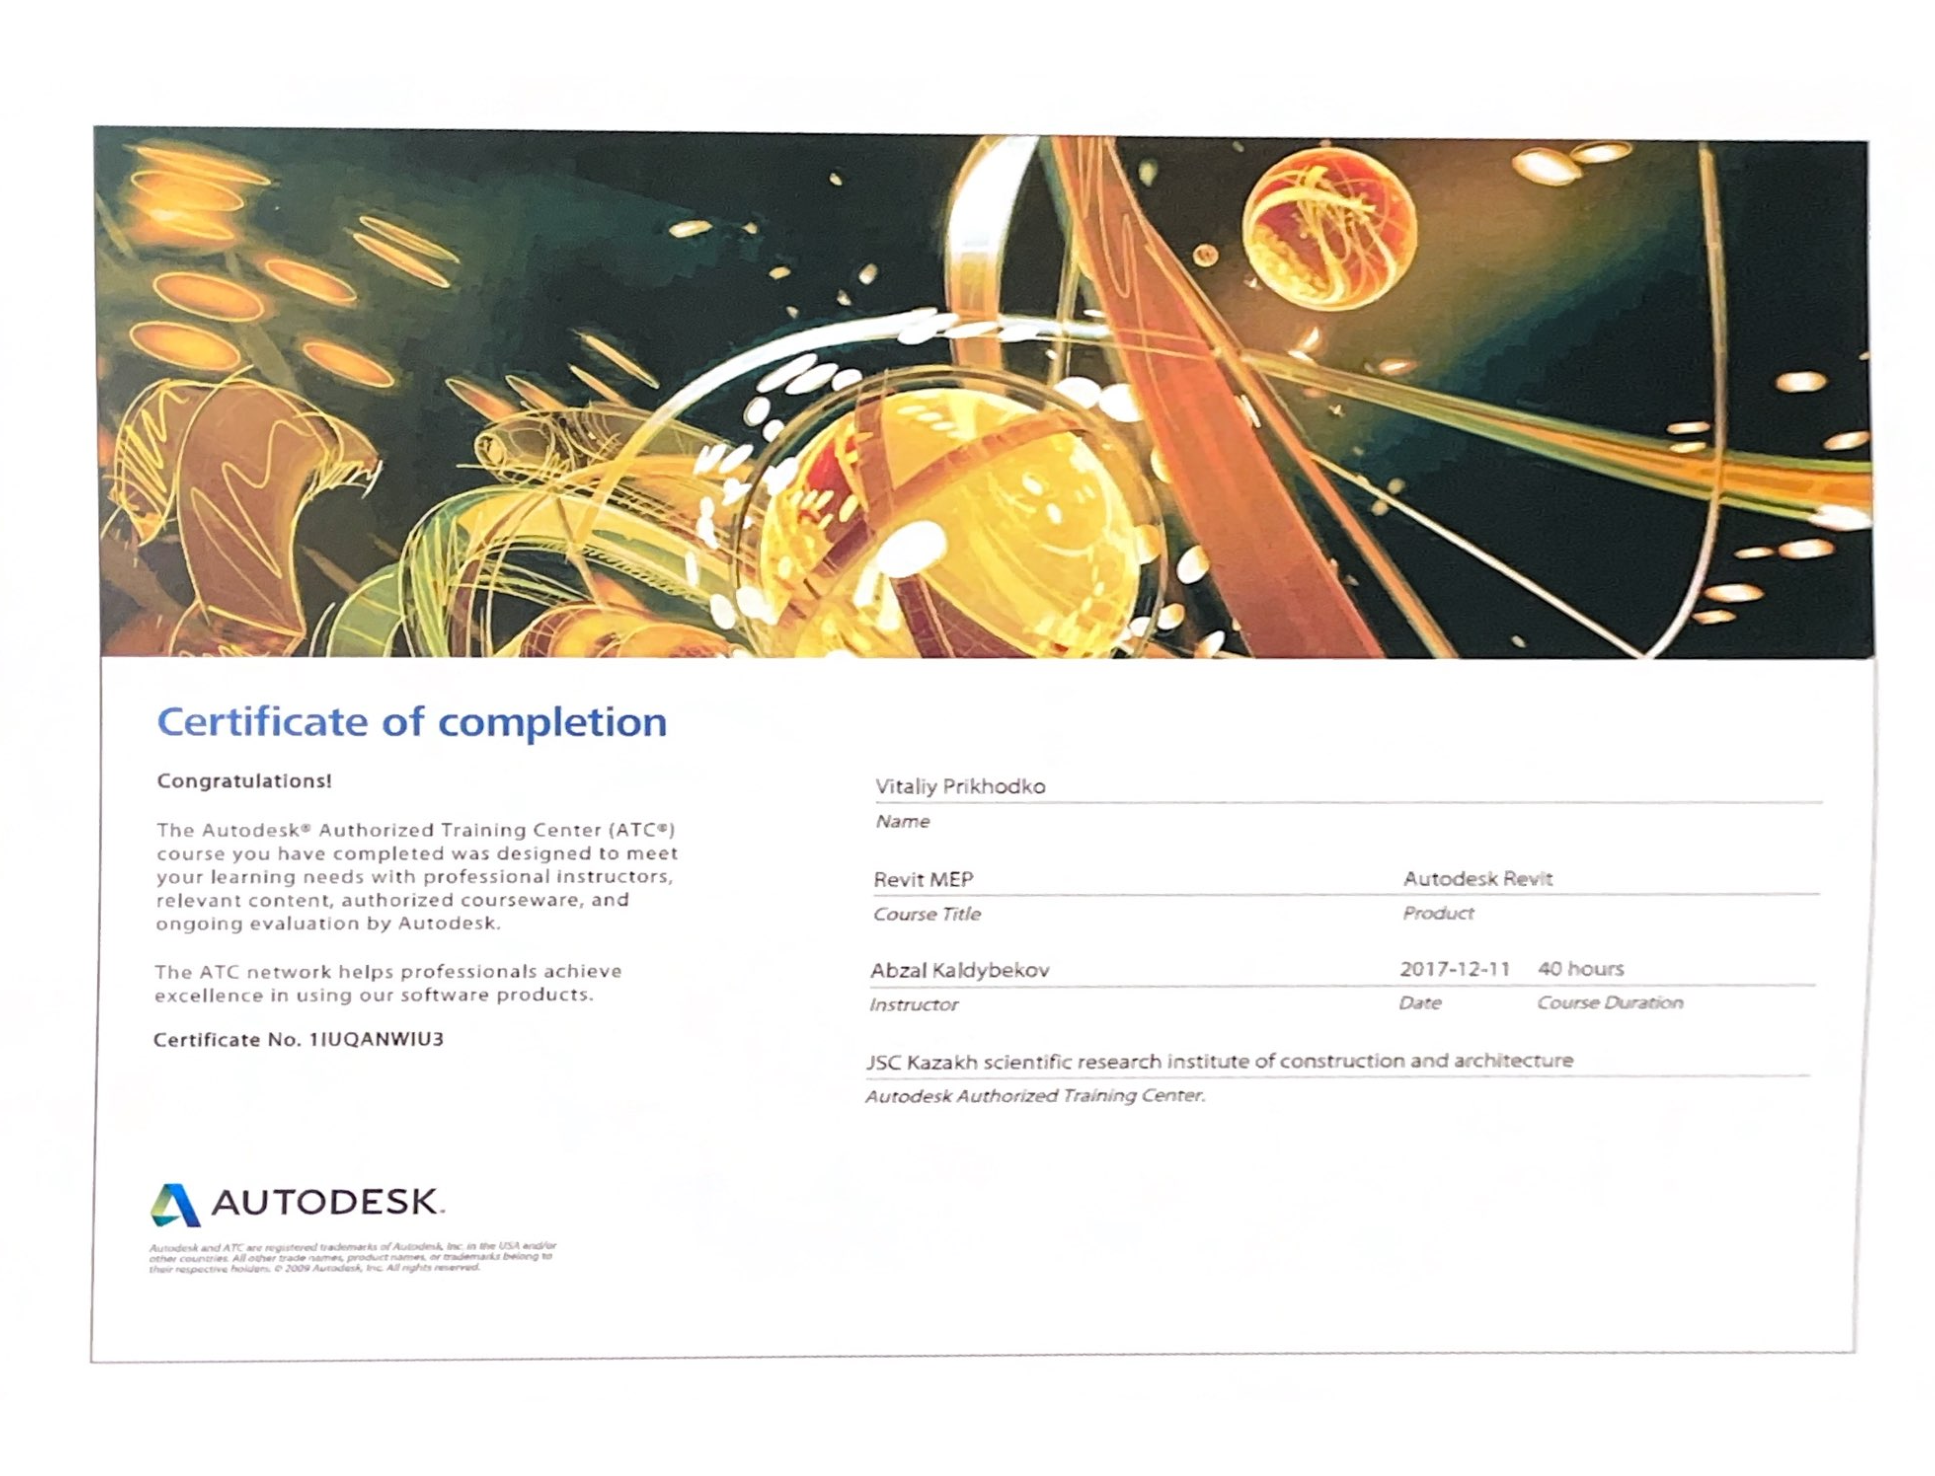 Certificate of completion
Congratulations!
The Autodesk® Authorized Training Center (ATC®)
course you have completed was designed to meet
your learning needs with professional instructors,
relevant content, authorized courseware, and
ongoing evaluation by Autodesk.
The ATC network helps professionals achieve
excellence in using our software products.
Certificate No. 1IUQANWIU3
Vitaliy Prikhodko
Name
Revit MEP Autodesk Revit
Course Title Product
Abzal Kaldybekov 2017-12-11 40 hours
Instructor Date Course Duration
JSC Kazakh scientific research institute of construction and architecture
Autodesk Authorized Training Center.
AUTODESK.
Autodesk and ATC are registered trademarks of Autodesk, Inc. in the USA and/or
other countries. All other trade names, product names, or trademarks belong to
their respective holders. © 2009 Autodesk, Inc. All rights reserved.